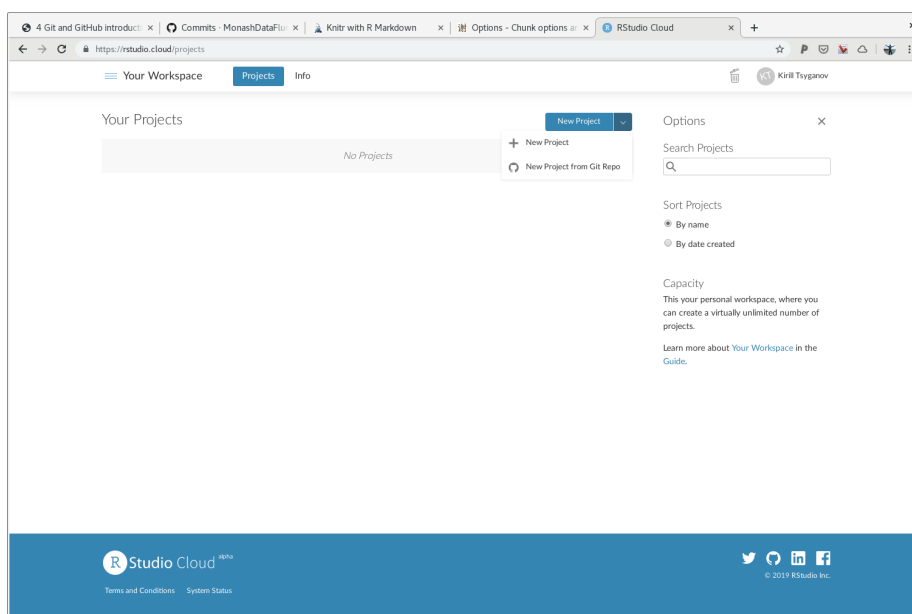 4 Git and GitHub introducti
Commits · MonashDataFlu
Knitr with R Markdown
Options - Chunk options an
RStudio Cloud
https://rstudio.cloud/projects
Your Workspace
Projects
Info
KT
Kirill Tsyganov
Your Projects
New Project
No Projects
New Project
New Project from Git Repo
Options
Search Projects
Sort Projects
By name
By date created
Capacity
This your personal workspace, where you
can create a virtually unlimited number of
projects.
Learn more about Your Workspace in the
Guide.
R Studio Cloud alpha
Terms and Conditions
System Status
© 2019 RStudio Inc.